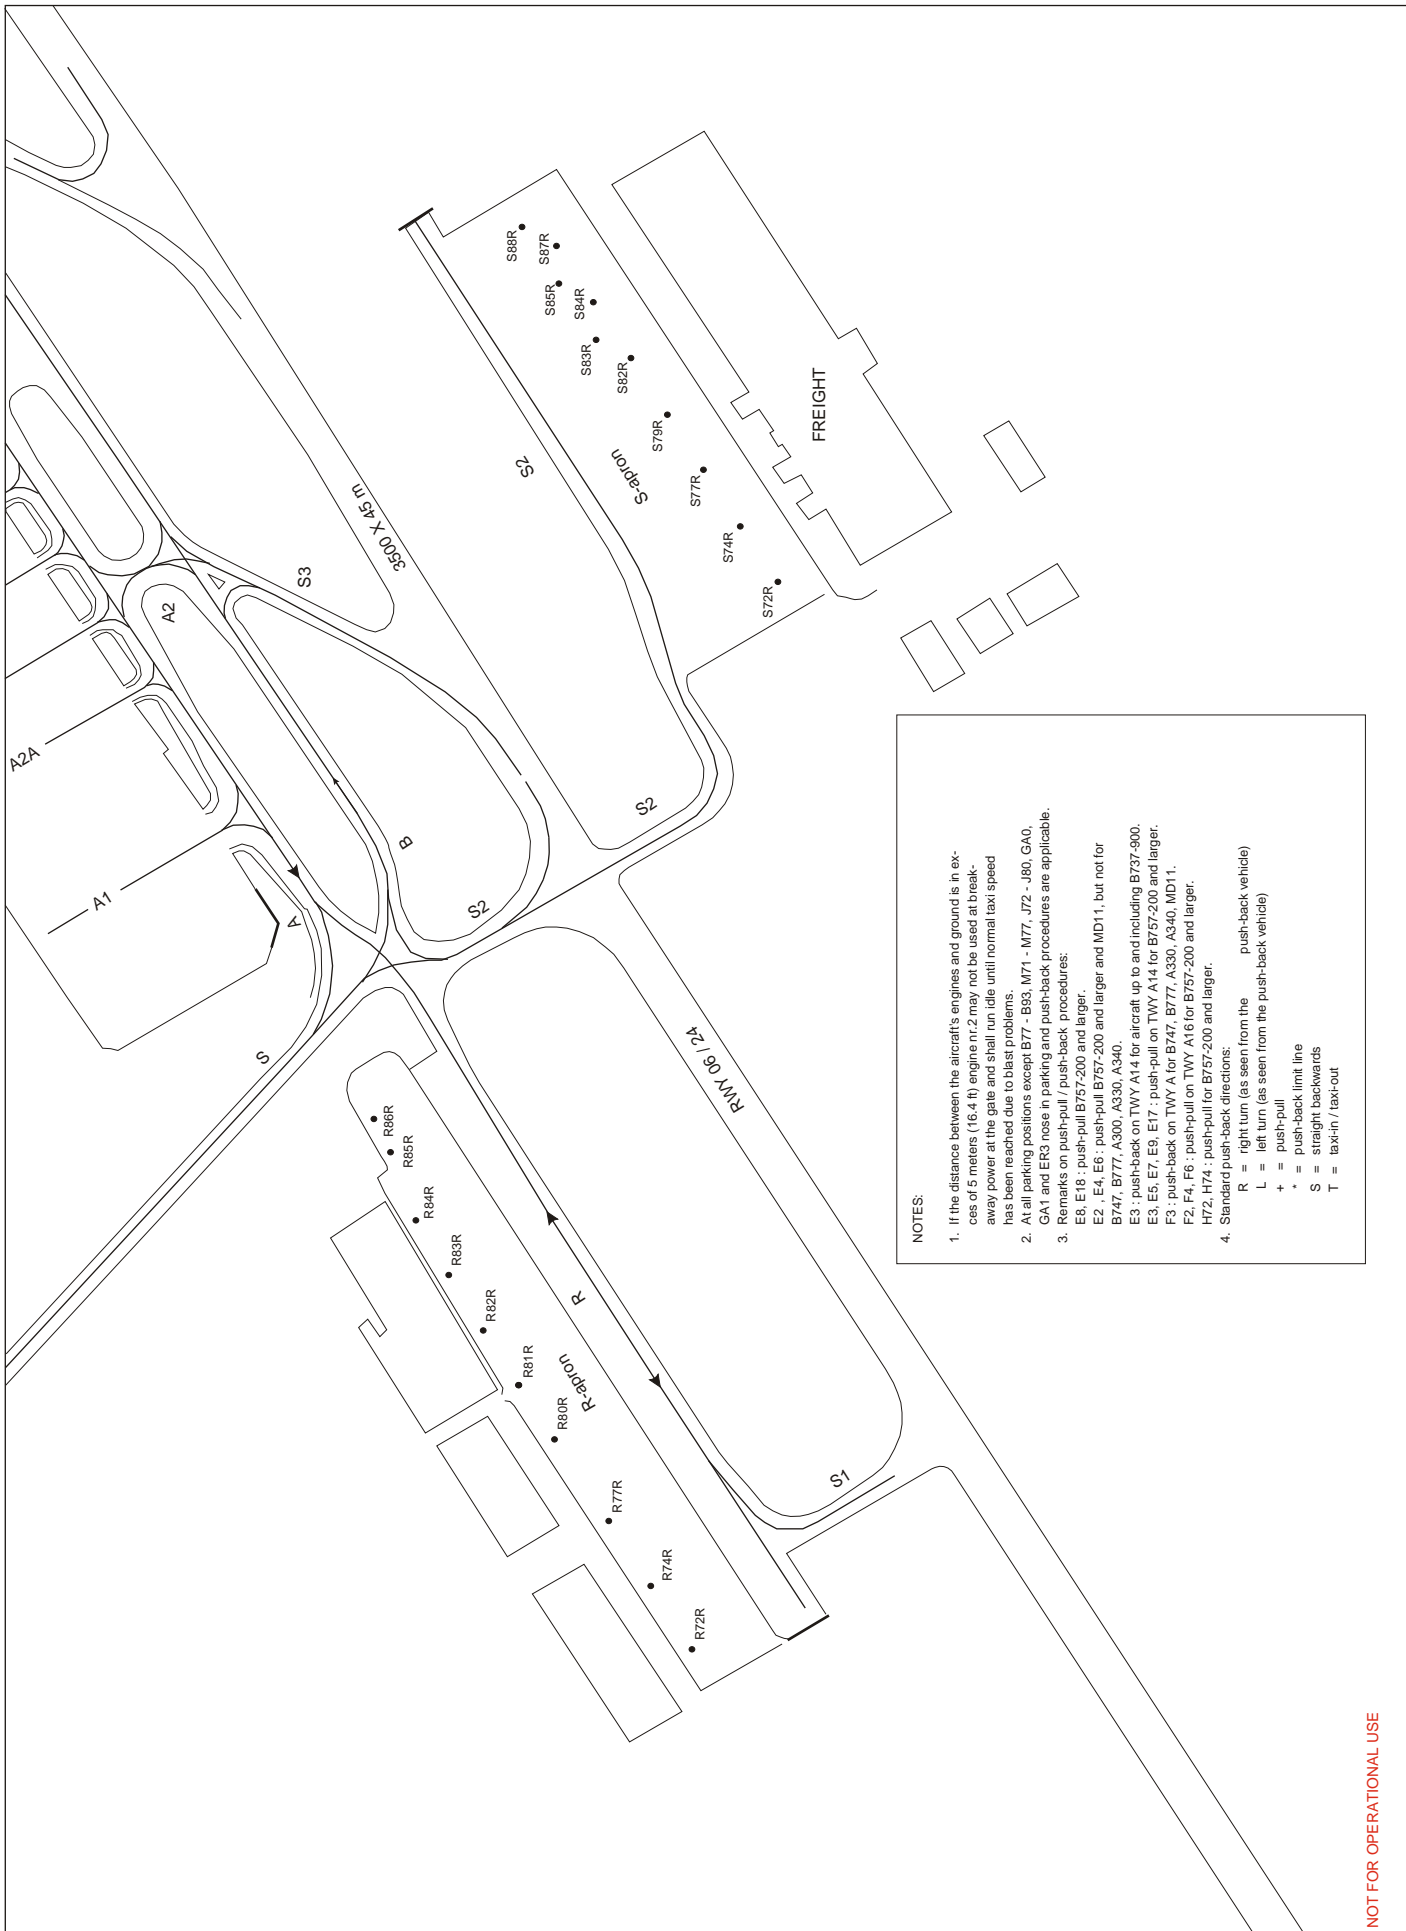 A2A
A1
A2
A
S3
B
S
S2
S2
S2
3500 X 45 m
RWY 06 / 24
R
S1
S-apron
R-apron
FREIGHT
S88R
S87R
S85R
S84R
S83R
S82R
S79R
S77R
S74R
S72R
R86R
R85R
R84R
R83R
R82R
R81R
R80R
R77R
R74R
R72R
NOTES:
1. If the distance between the aircraft's engines and ground is in ex-
ces of 5 meters (16.4 ft) engine nr.2 may not be used at break-
away power at the gate and shall run idle until normal taxi speed
has been reached due to blast problems.
2. At all parking positions except B77 - B93, M71 - M77, J72 - J80, GA0,
GA1 and ER3 nose in parking and push-back procedures are applicable.
3. Remarks on push-pull / push-back procedures:
E8, E18 : push-pull B757-200 and larger.
E2 , E4, E6 : push-pull B757-200 and larger and MD11, but not for
B747, B777, A300, A330, A340.
E3 : push-back on TWY A14 for aircraft up to and including B737-900.
E3, E5, E7, E9, E17 : push-pull on TWY A14 for B757-200 and larger.
F3 : push-back on TWY A for B747, B777, A330, A340, MD11.
F2, F4, F6 : push-pull on TWY A16 for B757-200 and larger.
H72, H74 : push-pull for B757-200 and larger.
4. Standard push-back directions:
R = right turn (as seen from the push-back vehicle)
L = left turn (as seen from the push-back vehicle)
+ = push-pull
* = push-back limit line
S = straight backwards
T = taxi-in / taxi-out
NOT FOR OPERATIONAL USE